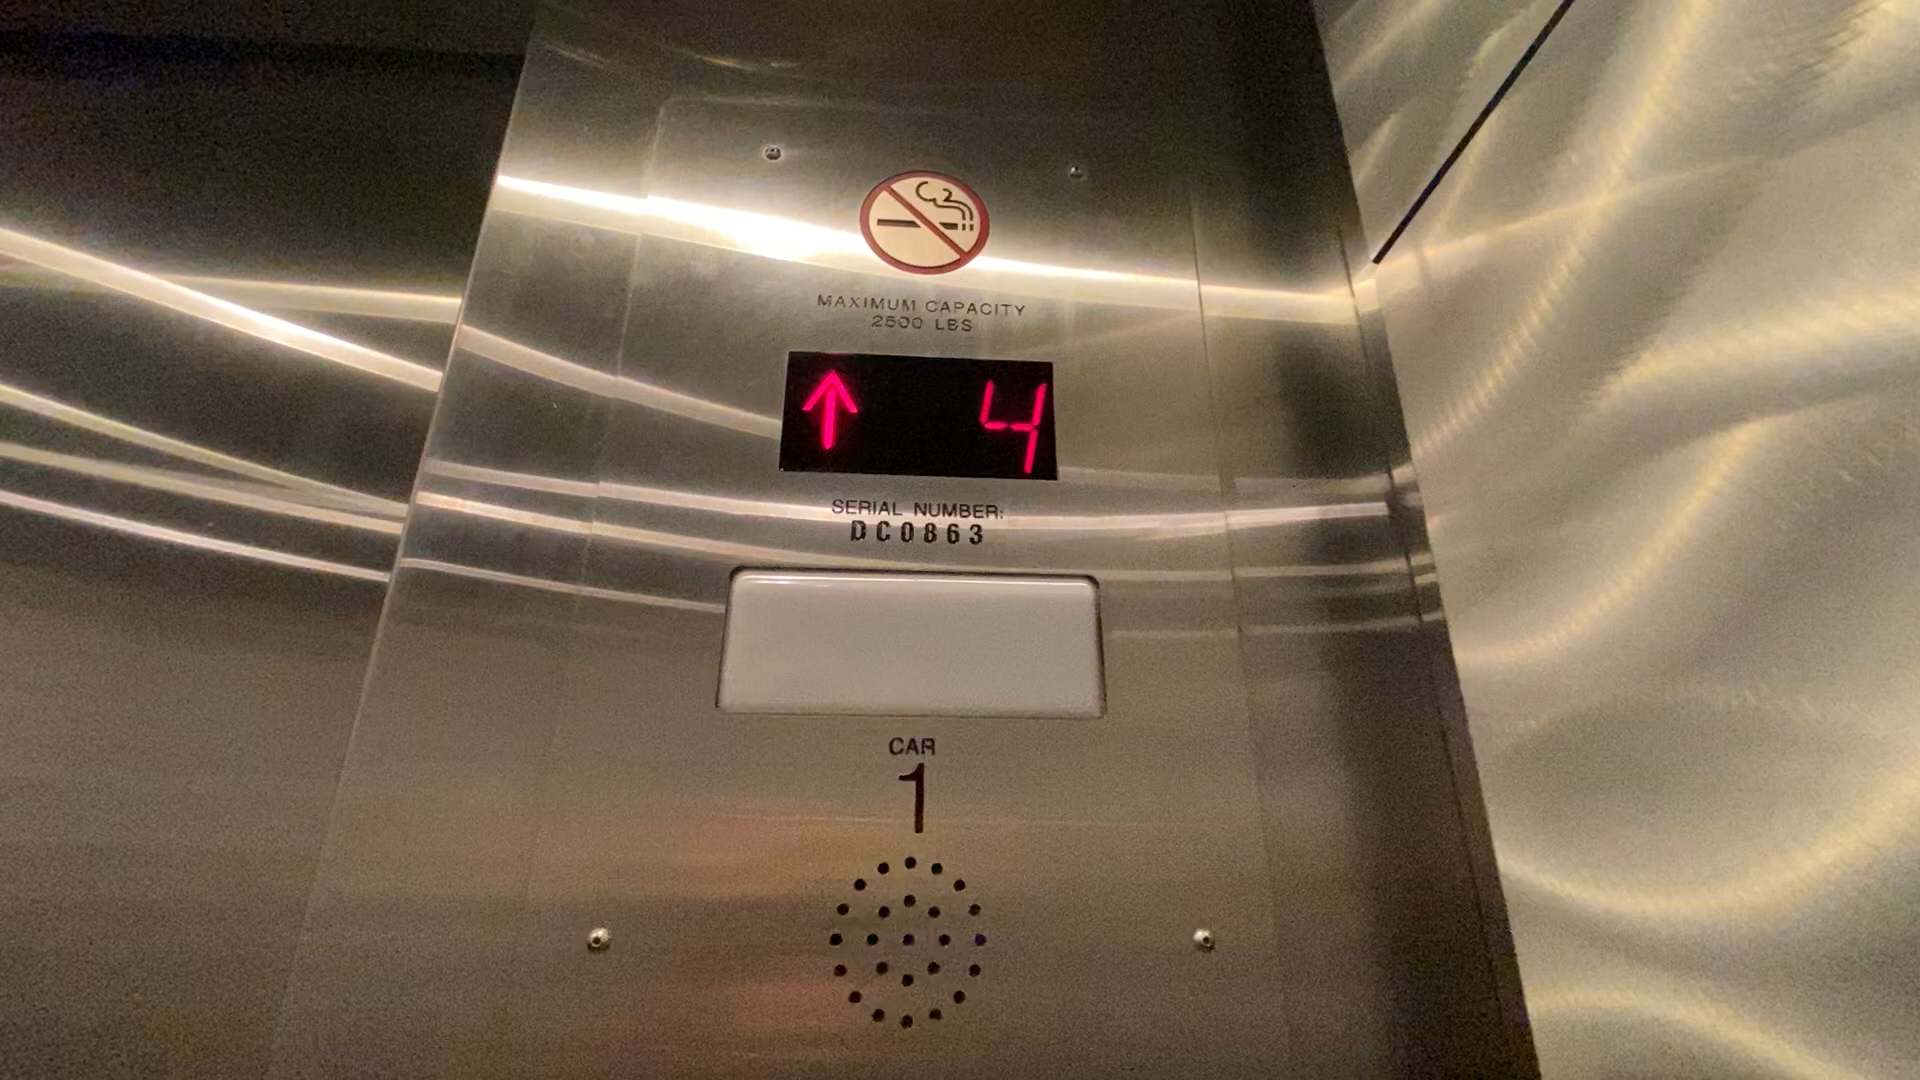 MAXIMUM CAPACITY
2500 LBS
↑ 4
SERIAL NUMBER:
DC0863
CAR
1